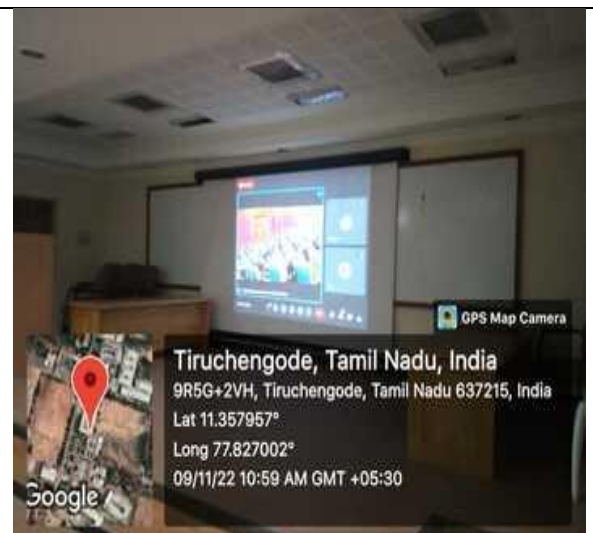 GPS Map Camera
Tiruchengode, Tamil Nadu, India
9R5G+2VH, Tiruchengode, Tamil Nadu 637215, India
Lat 11.357957°
Long 77.827002°
09/11/22 10:59 AM GMT +05:30
Google